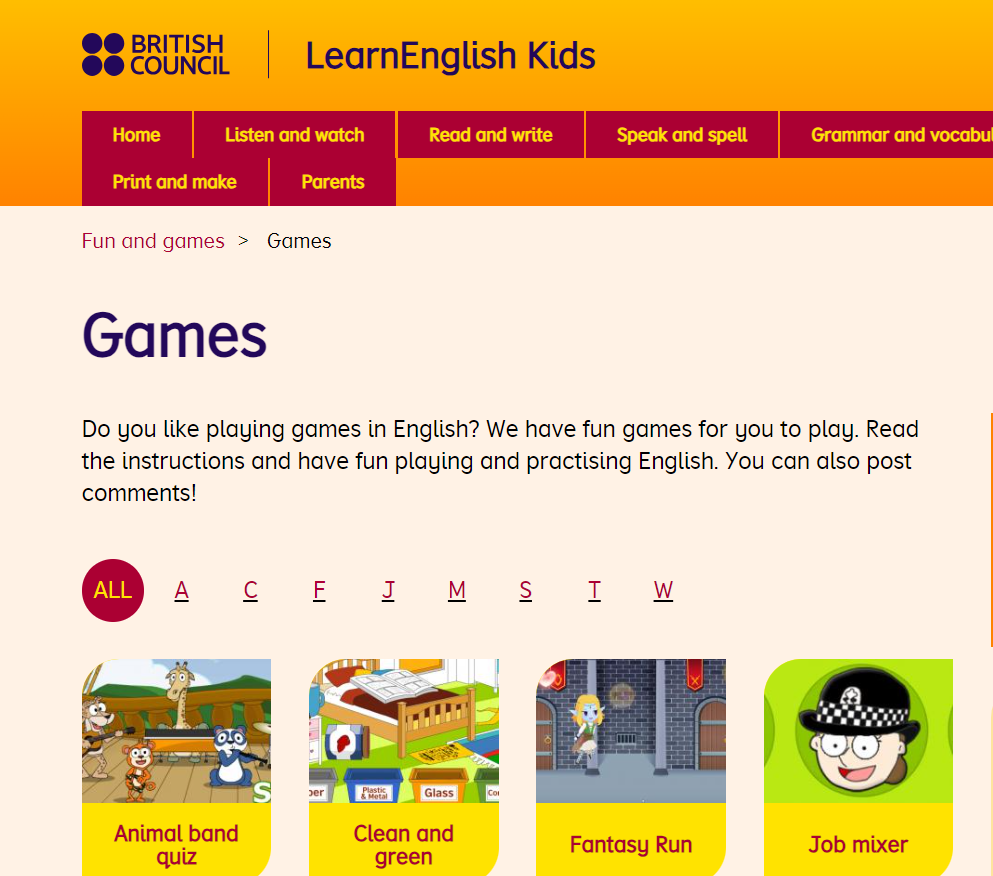 BRITISH
COUNCIL
LearnEnglish Kids
Home
Listen and watch
Read and write
Speak and spell
Grammar and
Print and make
Parents
Fun and games > Games
Games
Do you like playing games in English? We have fun games for you to play. Read
the instructions and have fun playing and practising English. You can also post
comments!
ALL A C F J M S T W
Plastic
& Metal
Glass
Animal band
quiz
Clean and
green
Fantasy Run
Job mixer